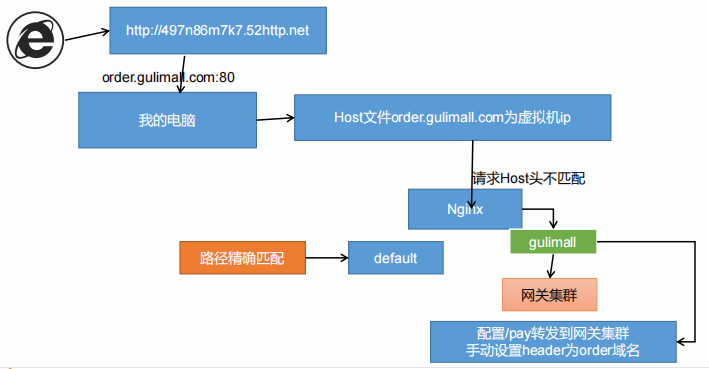 http://497n86m7k7.52http.net
order.gulimall.com:80
我的电脑
Host文件order.gulimall.com为虚拟机ip
请求Host头不匹配
Nginx
gulimall
路径精确匹配
default
网关集群
配置/pay转发到网关集群
手动设置header为order域名